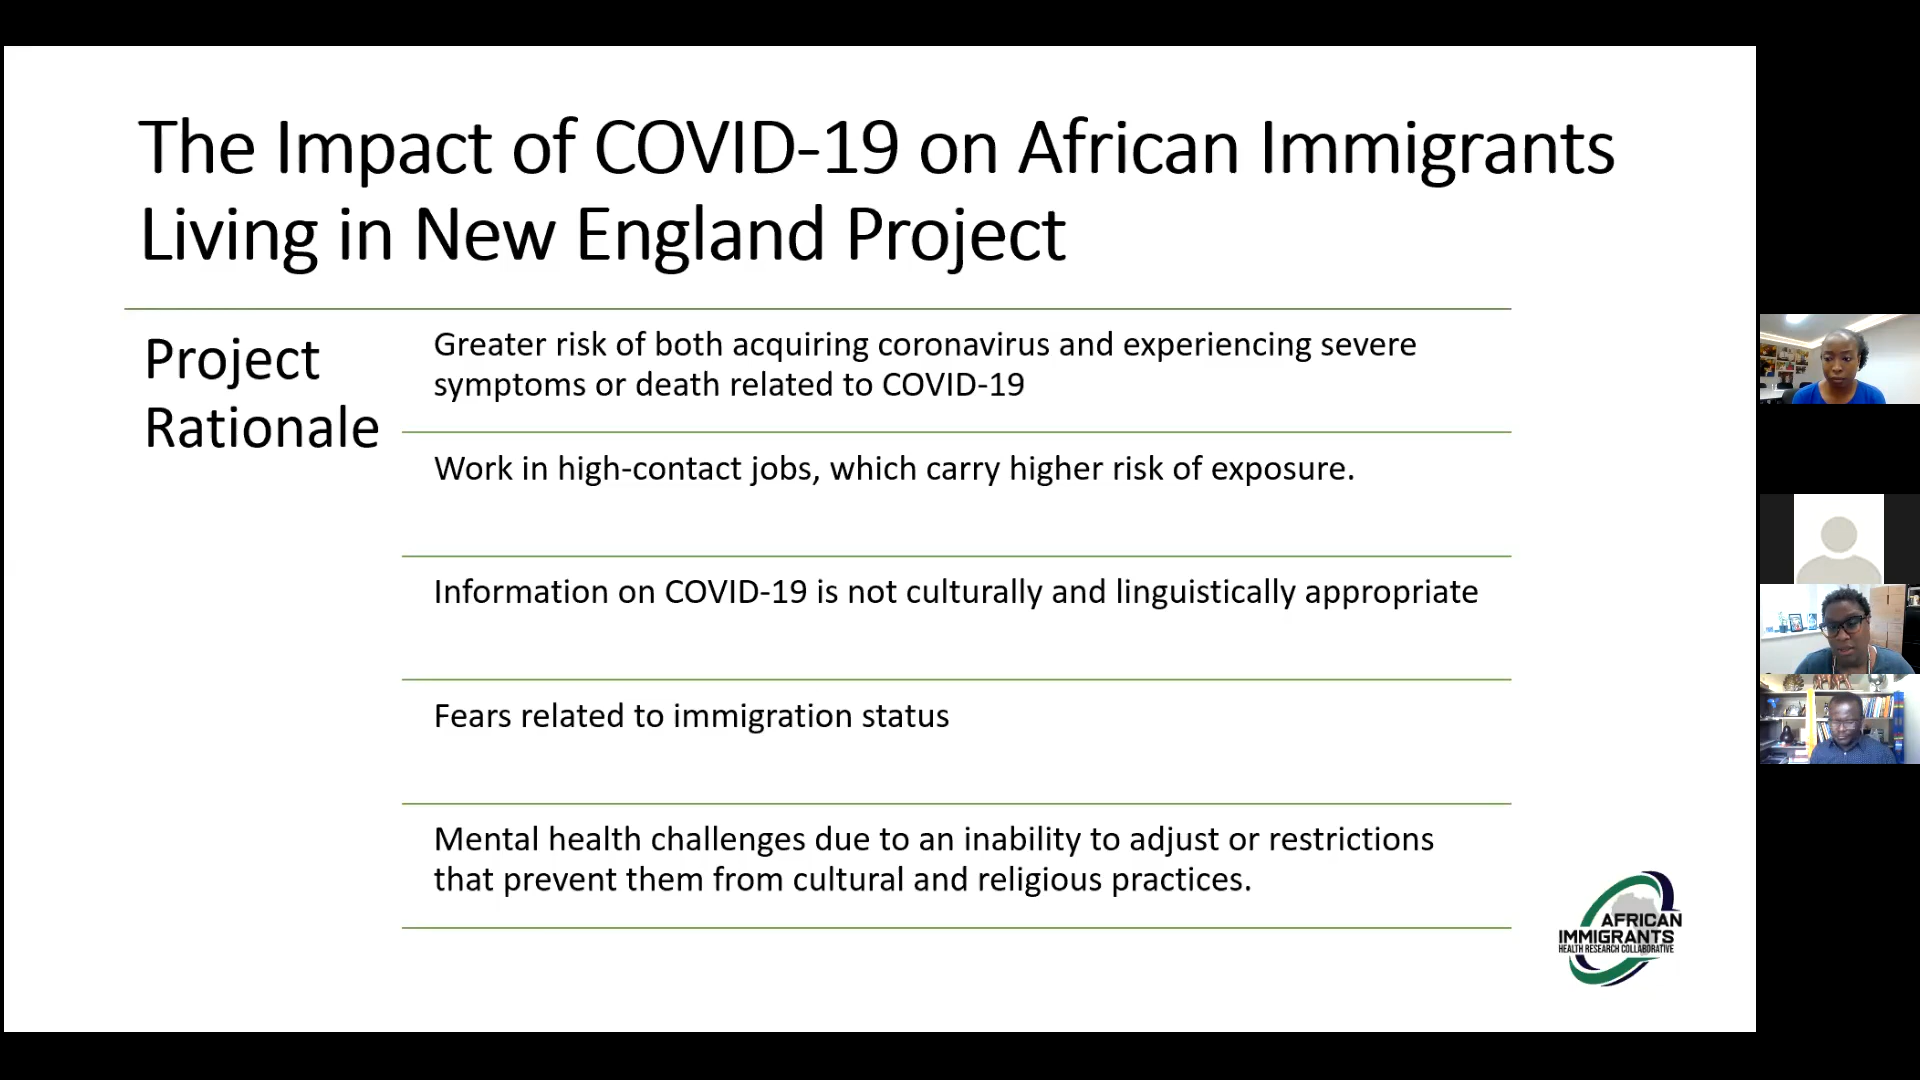 The Impact of COVID-19 on African Immigrants
Living in New England Project
Project
Rationale
Greater risk of both acquiring coronavirus and experiencing severe
symptoms or death related to COVID-19
Work in high-contact jobs, which carry higher risk of exposure.
Information on COVID-19 is not culturally and linguistically appropriate
Fears related to immigration status
Mental health challenges due to an inability to adjust or restrictions
that prevent them from cultural and religious practices.
AFRICAN
IMMIGRANTS
HEALTH RESEARCH COLLABORATIVE